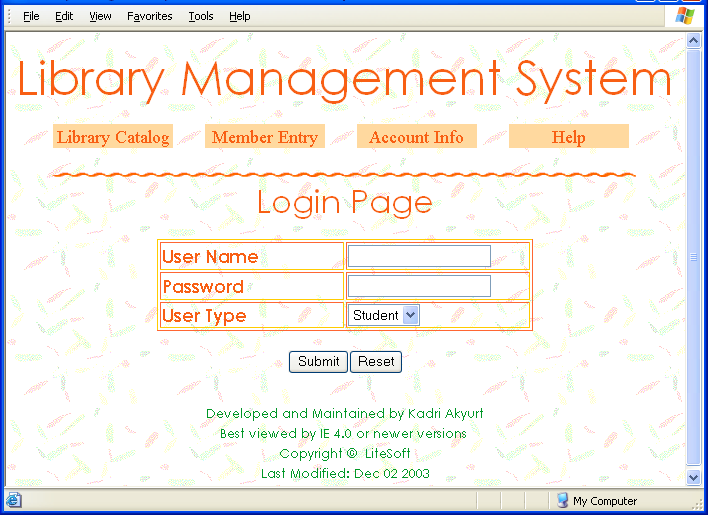 File Edit View Favorites Tools Help
Library Management System
Library Catalog Member Entry Account Info Help
Login Page
User Name
Password
User Type Student
Submit Reset
Developed and Maintained by Kadri Akyurt
Best viewed by IE 4.0 or newer versions
Copyright © LiteSoft
Last Modified: Dec 02 2003
My Computer